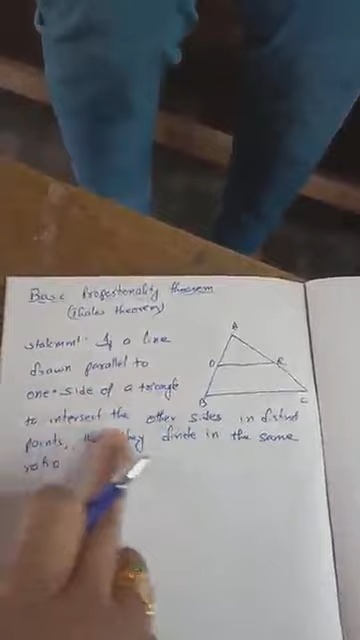 Basic Proportionality theorem
(Thales theorem)
Statement: If a line
drawn parallel to
one side of a triangle
to intersect the other sides in distinct
points, they divide in the same
ratio
A
D E
B C